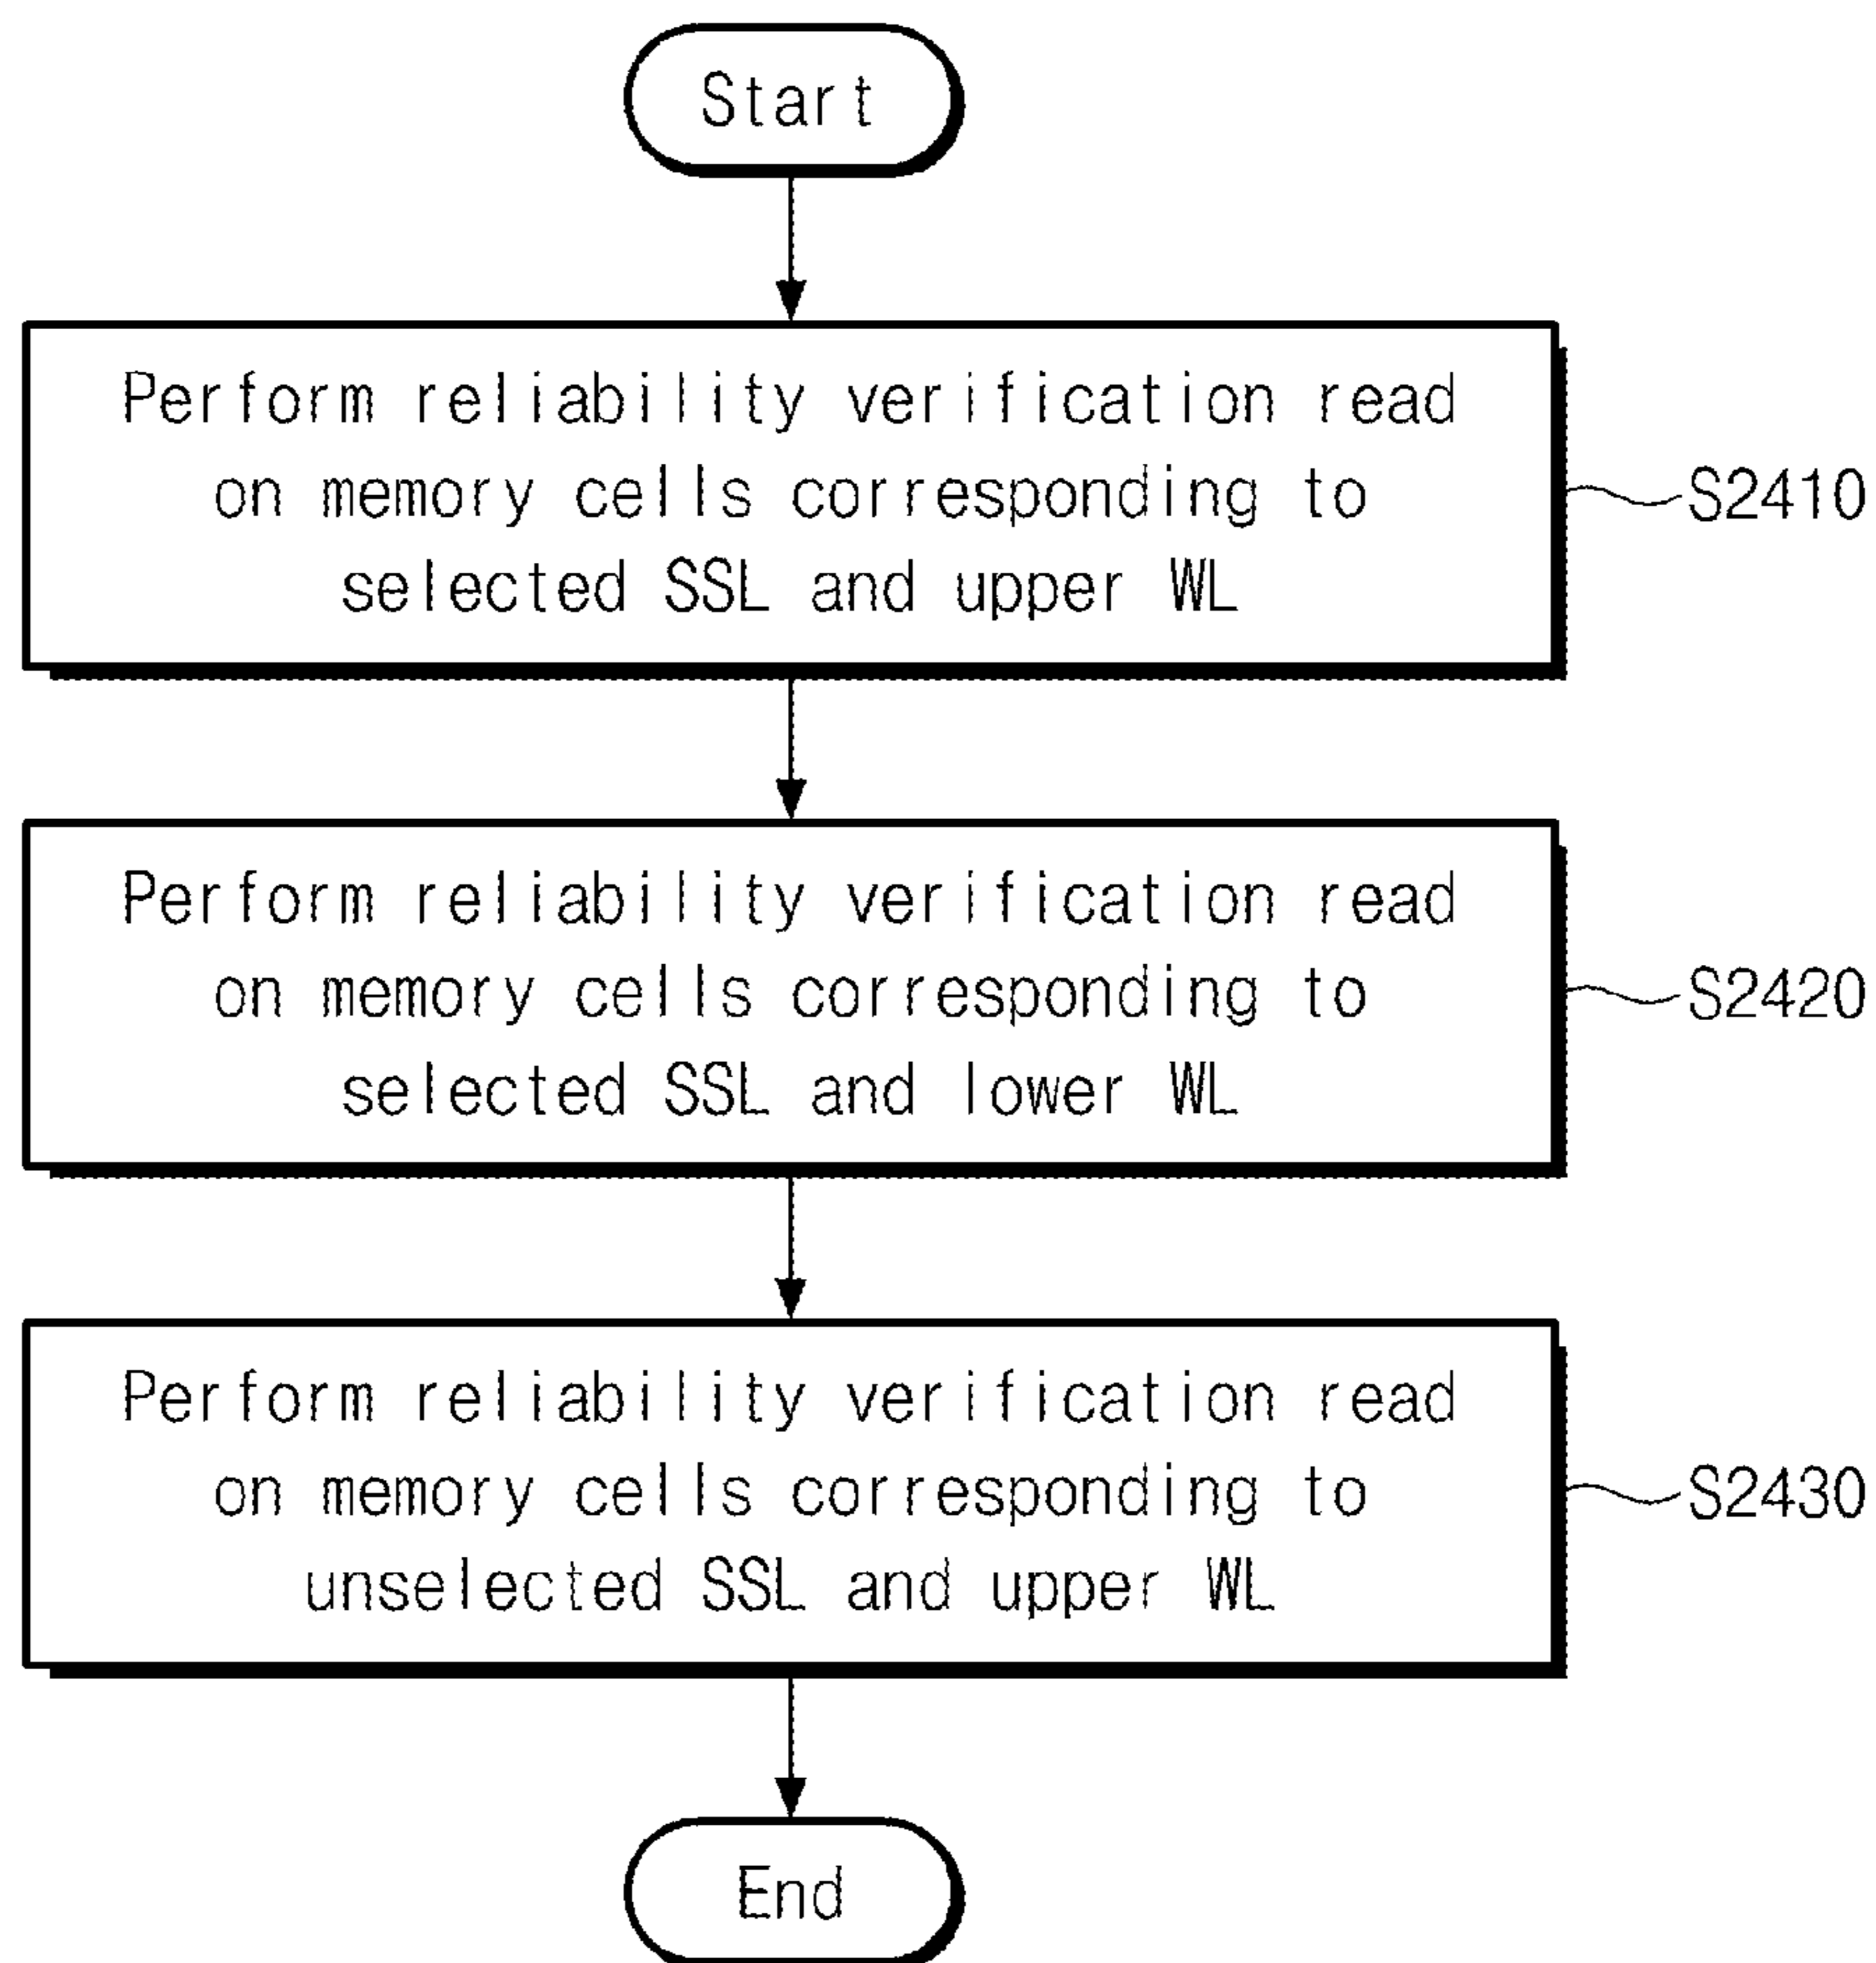 Start
Perform reliability verification read
on memory cells corresponding to
selected SSL and upper WL
S2410
Perform reliability verification read
on memory cells corresponding to
selected SSL and lower WL
S2420
Perform reliability verification read
on memory cells corresponding to
unselected SSL and upper WL
S2430
End